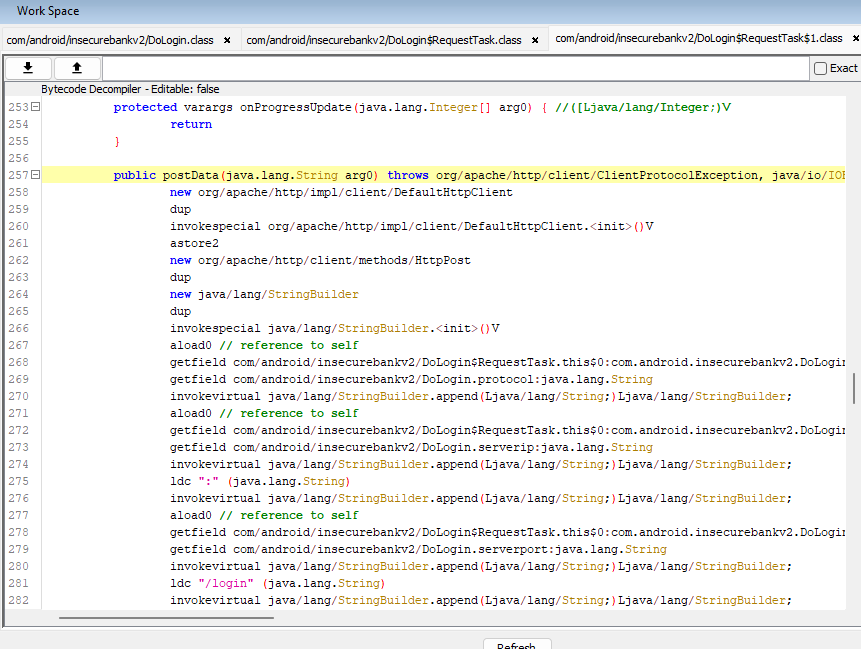 Work Space
com/android/insecurebankv2/DoLogin.class × com/android/insecurebankv2/DoLogin$RequestTask.class × com/android/insecurebankv2/DoLogin$RequestTask$1.class ×
Exact
Bytecode Decompiler - Editable: false
253 protected varargs onProgressUpdate(java.lang.Integer[] arg0) { //([Ljava/lang/Integer;)V
254 return
255 }
256
257 public postData(java.lang.String arg0) throws org/apache/http/client/ClientProtocolException, java/io/IOE
258 new org/apache/http/impl/client/DefaultHttpClient
259 dup
260 invokespecial org/apache/http/impl/client/DefaultHttpClient.<init>()V
261 astore2
262 new org/apache/http/client/methods/HttpPost
263 dup
264 new java/lang/StringBuilder
265 dup
266 invokespecial java/lang/StringBuilder.<init>()V
267 aload0 // reference to self
268 getfield com/android/insecurebankv2/DoLogin$RequestTask.this$0:com.android.insecurebankv2.DoLogin
269 getfield com/android/insecurebankv2/DoLogin.protocol:java.lang.String
270 invokevirtual java/lang/StringBuilder.append(Ljava/lang/String;)Ljava/lang/StringBuilder;
271 aload0 // reference to self
272 getfield com/android/insecurebankv2/DoLogin$RequestTask.this$0:com.android.insecurebankv2.DoLogin
273 getfield com/android/insecurebankv2/DoLogin.serverip:java.lang.String
274 invokevirtual java/lang/StringBuilder.append(Ljava/lang/String;)Ljava/lang/StringBuilder;
275 ldc ":" (java.lang.String)
276 invokevirtual java/lang/StringBuilder.append(Ljava/lang/String;)Ljava/lang/StringBuilder;
277 aload0 // reference to self
278 getfield com/android/insecurebankv2/DoLogin$RequestTask.this$0:com.android.insecurebankv2.DoLogin
279 getfield com/android/insecurebankv2/DoLogin.serverport:java.lang.String
280 invokevirtual java/lang/StringBuilder.append(Ljava/lang/String;)Ljava/lang/StringBuilder;
281 ldc "/login" (java.lang.String)
282 invokevirtual java/lang/StringBuilder.append(Ljava/lang/String;)Ljava/lang/StringBuilder;
Refresh